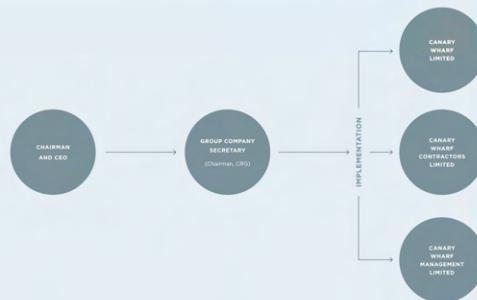 CHAIRMAN
AND CEO
GROUP COMPANY
SECRETARY
(Chairman, CRG)
IMPLEMENTATION
CANARY
WHARF
LIMITED
CANARY
WHARF
CONTRACTORS
LIMITED
CANARY
WHARF
MANAGEMENT
LIMITED